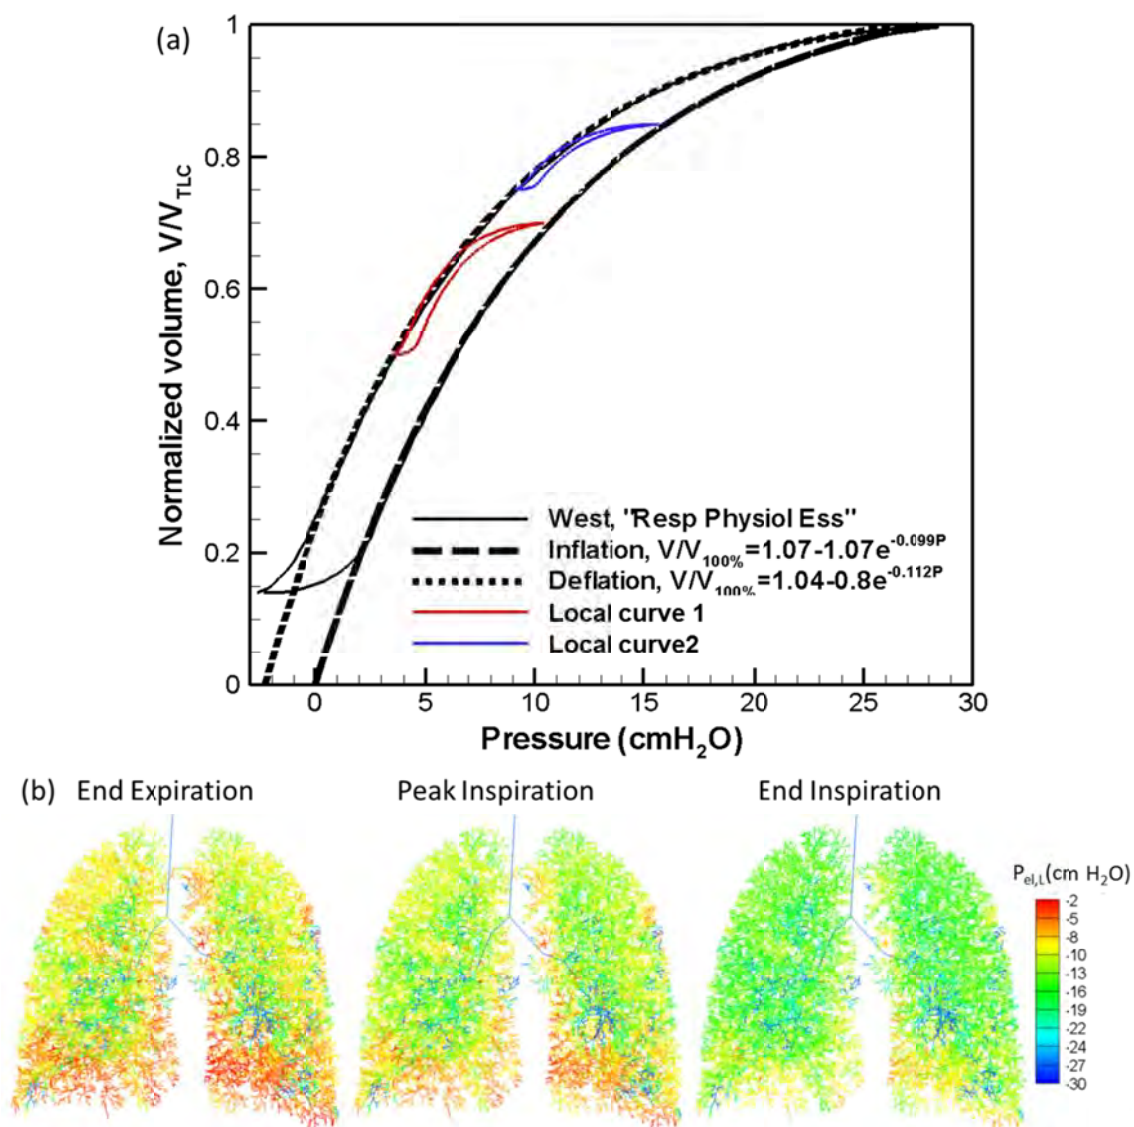 (a)
1
0.8
0.6
0.4
0.2
0
Normalized volume, V/V_TLC
West, "Resp Physiol Ess"
Inflation, V/V_100%=1.07-1.07e^-0.099P
Deflation, V/V_100%=1.04-0.8e^-0.112P
Local curve 1
Local curve2
0 5 10 15 20 25 30
Pressure (cmH₂O)
(b) End Expiration Peak Inspiration End Inspiration
P_el,L(cm H₂O)
-2
-5
-8
-10
-13
-16
-19
-22
-24
-27
-30